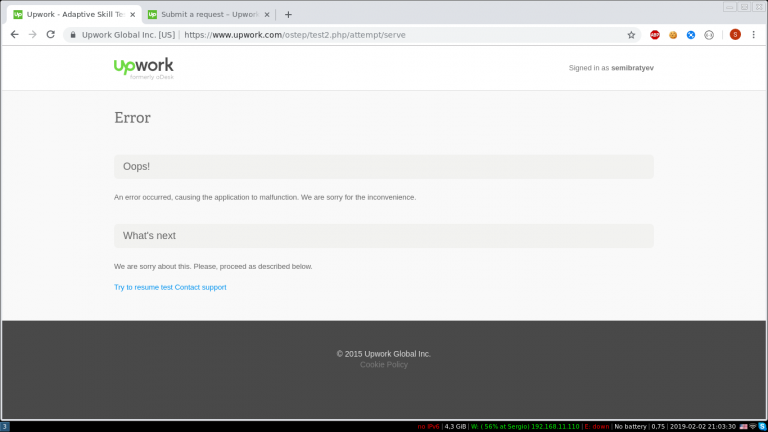 Upwork - Adaptive Skill Te
Submit a request – Upwork
Upwork Global Inc. [US] | https://www.upwork.com/ostep/test2.php/attempt/serve
ABP
S
upwork
formerly oDesk
Signed in as semibratyev
Error
Oops!
An error occurred, causing the application to malfunction. We are sorry for the inconvenience.
What's next
We are sorry about this. Please, proceed as described below.
Try to resume test Contact support
© 2015 Upwork Global Inc.
Cookie Policy
3
no IPv6 | 4,3 GiB | W: ( 56% at Sergio) 192.168.11.110 | E: down | No battery | 0,75 | 2019-02-02 21:03:30